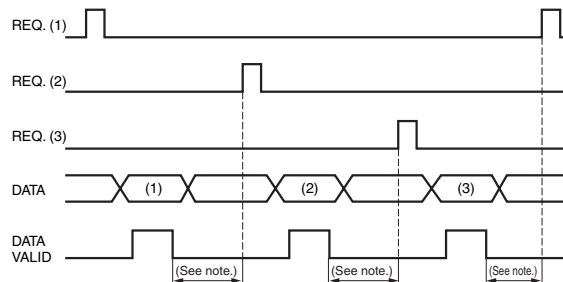 REQ. (1)
REQ. (2)
REQ. (3)
DATA
(1)
(2)
(3)
DATA
VALID
(See note.)
(See note.)
(See note.)